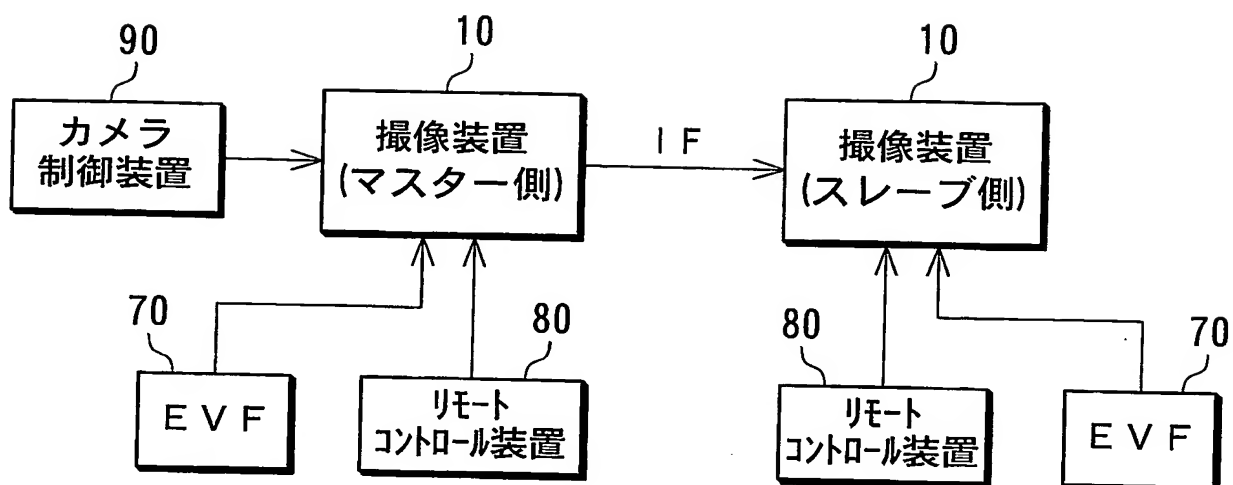 90
10
10
カメラ
制御装置
撮像装置
(マスター側)
IF
撮像装置
(スレーブ側)
70
80
80
70
EVF
リモート
コントロール装置
リモート
コントロール装置
EVF